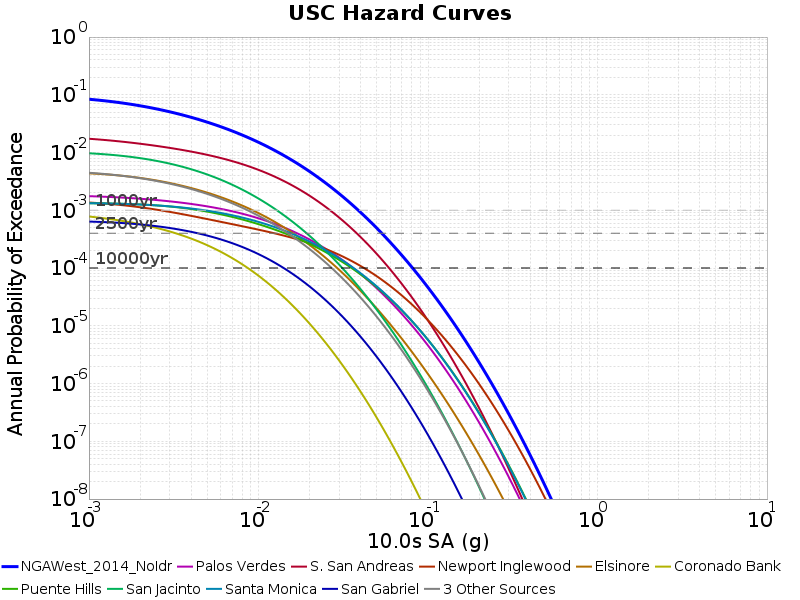 USC Hazard Curves
Annual Probability of Exceedance
10^0
10^-1
10^-2
10^-3
10^-4
10^-5
10^-6
10^-7
10^-8
1000yr
2500yr
10000yr
10^-3 10^-2 10^-1 10^0 10^1
10.0s SA (g)
NGAWest_2014_NoIdr Palos Verdes S. San Andreas Newport Inglewood Elsinore Coronado Bank
Puente Hills San Jacinto Santa Monica San Gabriel 3 Other Sources